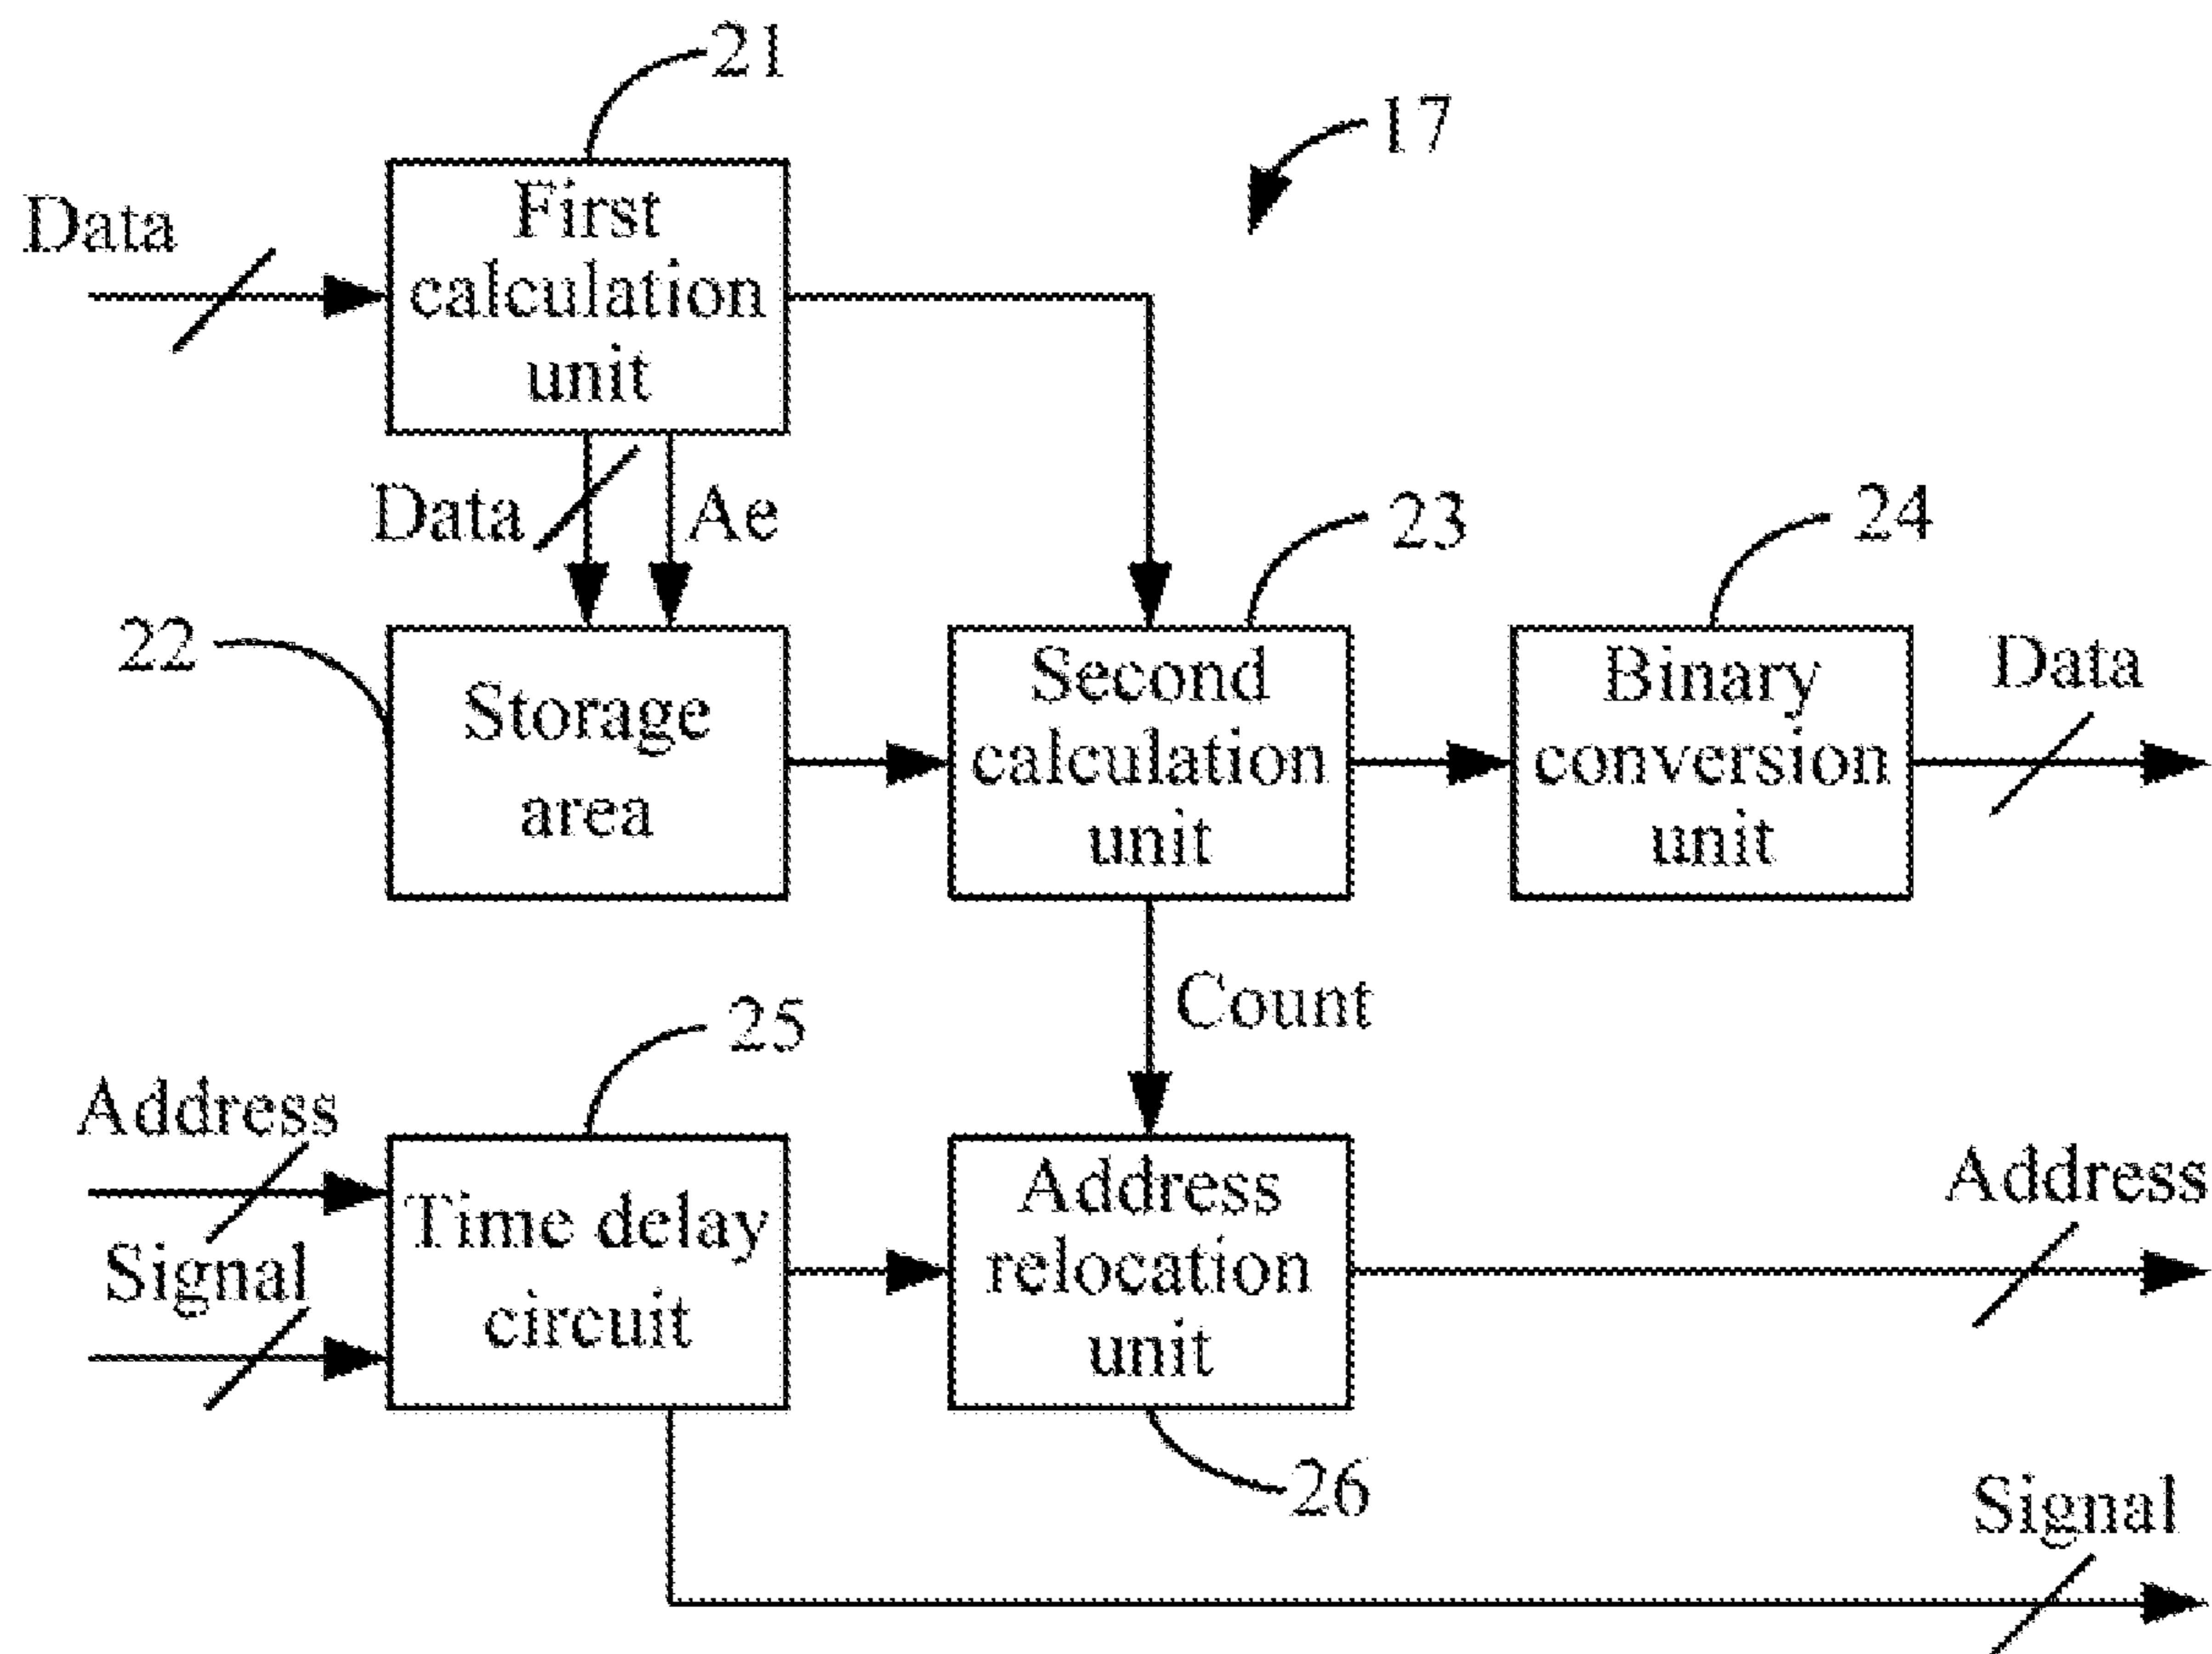 21
17
Data
First
calculation
unit
Data
Ae
23
24
22
Storage
area
Second
calculation
unit
Binary
conversion
unit
Data
Count
25
Address
Signal
Time delay
circuit
Address
relocation
unit
Address
26
Signal